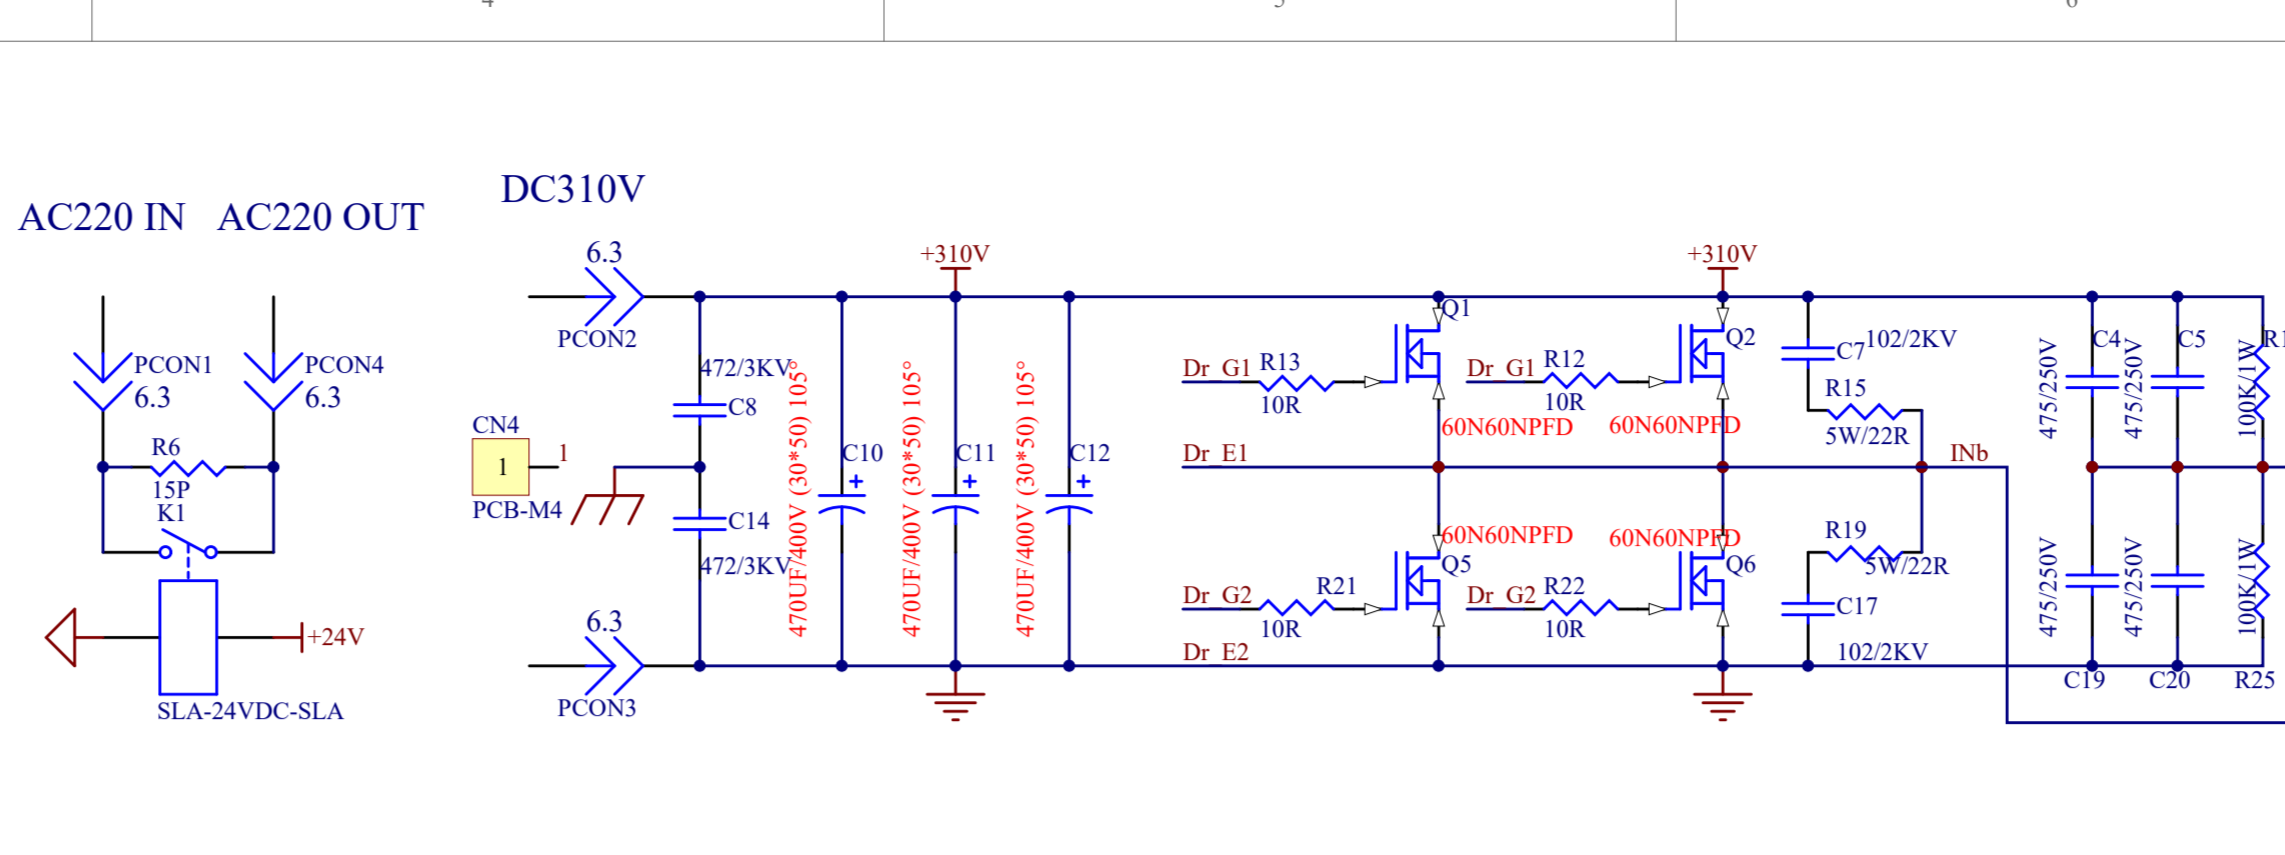 AC220 IN
AC220 OUT
PCON1
6.3
PCON4
6.3
R6
15P
K1
+24V
SLA-24VDC-SLA
DC310V
6.3
PCON2
CN4
1
1
PCB-M4
6.3
PCON3
472/3KV
C8
C14
472/3KV
470UF/400V (30*50) 105°
C10
+
+310V
470UF/400V (30*50) 105°
C11
+
470UF/400V (30*50) 105°
C12
+
Dr_G1
R13
10R
Q1
60N60NPFD
Dr_G1
R12
10R
+310V
Q2
60N60NPFD
Dr_E1
60N60NPFD
Q5
Dr_G2
R21
10R
60N60NPFD
Q6
Dr_G2
R22
10R
Dr_E2
C7
102/2KV
R15
5W/22R
INb
R19
5W/22R
C17
102/2KV
475/250V
C4
475/250V
C5
100K/1W
475/250V
C19
475/250V
C20
100K/1W
R25